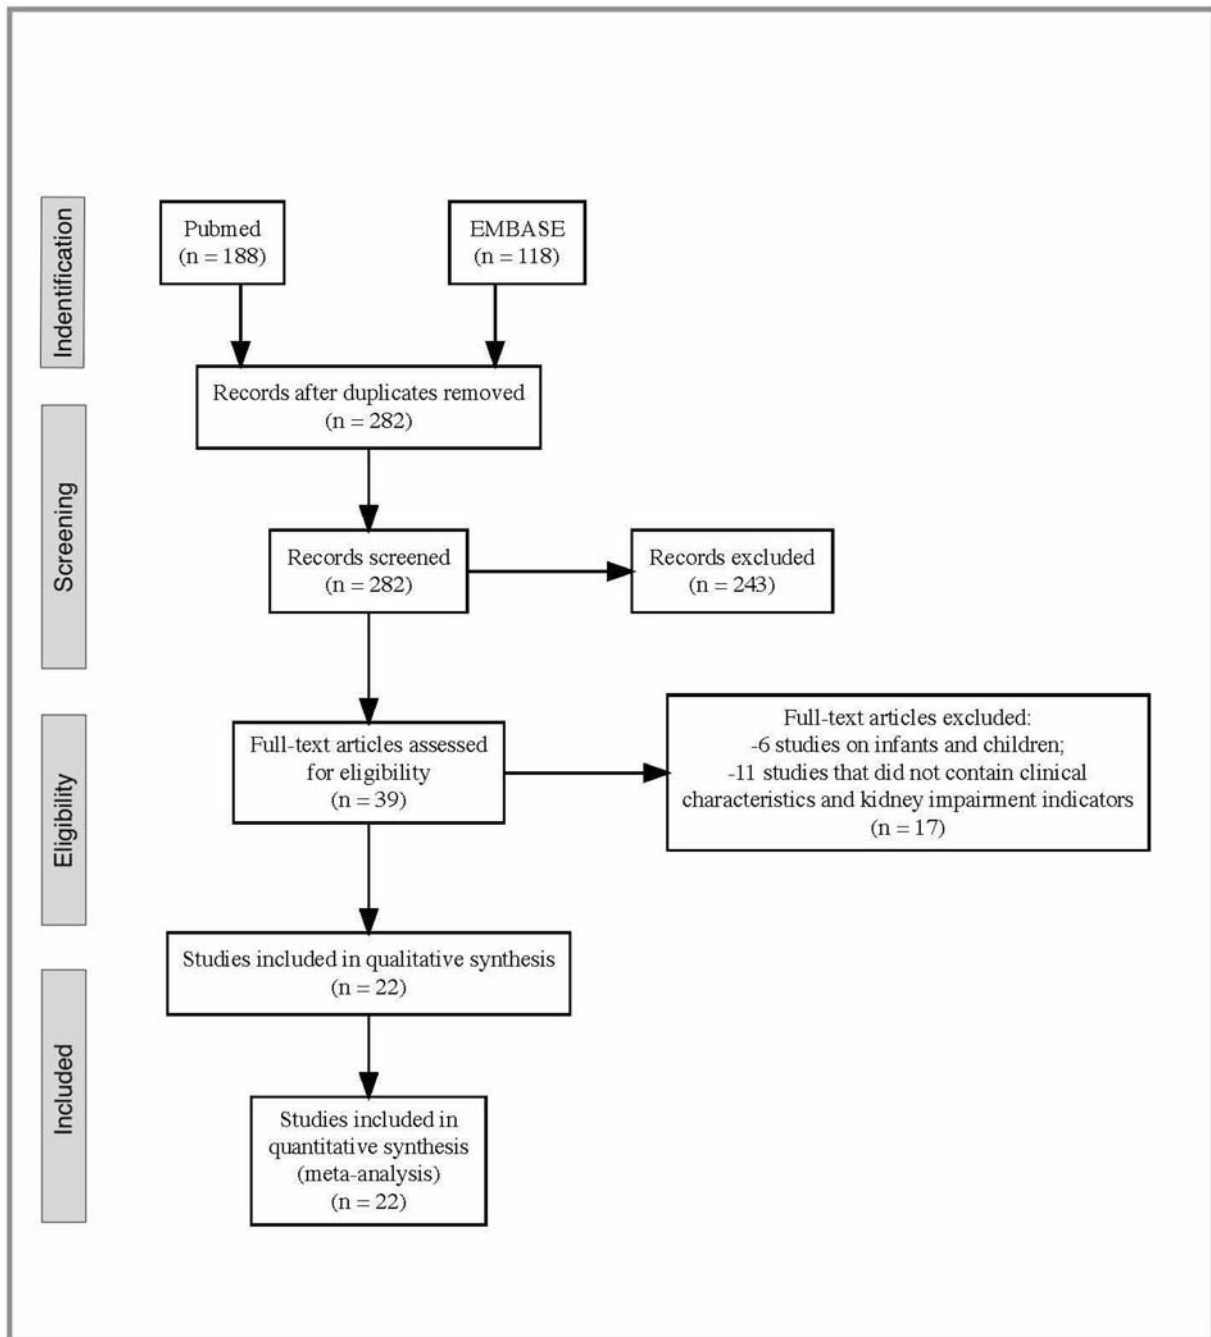 Indentification
Pubmed
(n = 188)
EMBASE
(n = 118)
Records after duplicates removed
(n = 282)
Screening
Records screened
(n = 282)
Records excluded
(n = 243)
Eligibility
Full-text articles assessed
for eligibility
(n = 39)
Full-text articles excluded:
-6 studies on infants and children;
-11 studies that did not contain clinical
characteristics and kidney impairment indicators
(n = 17)
Studies included in qualitative synthesis
(n = 22)
Included
Studies included in
quantitative synthesis
(meta-analysis)
(n = 22)